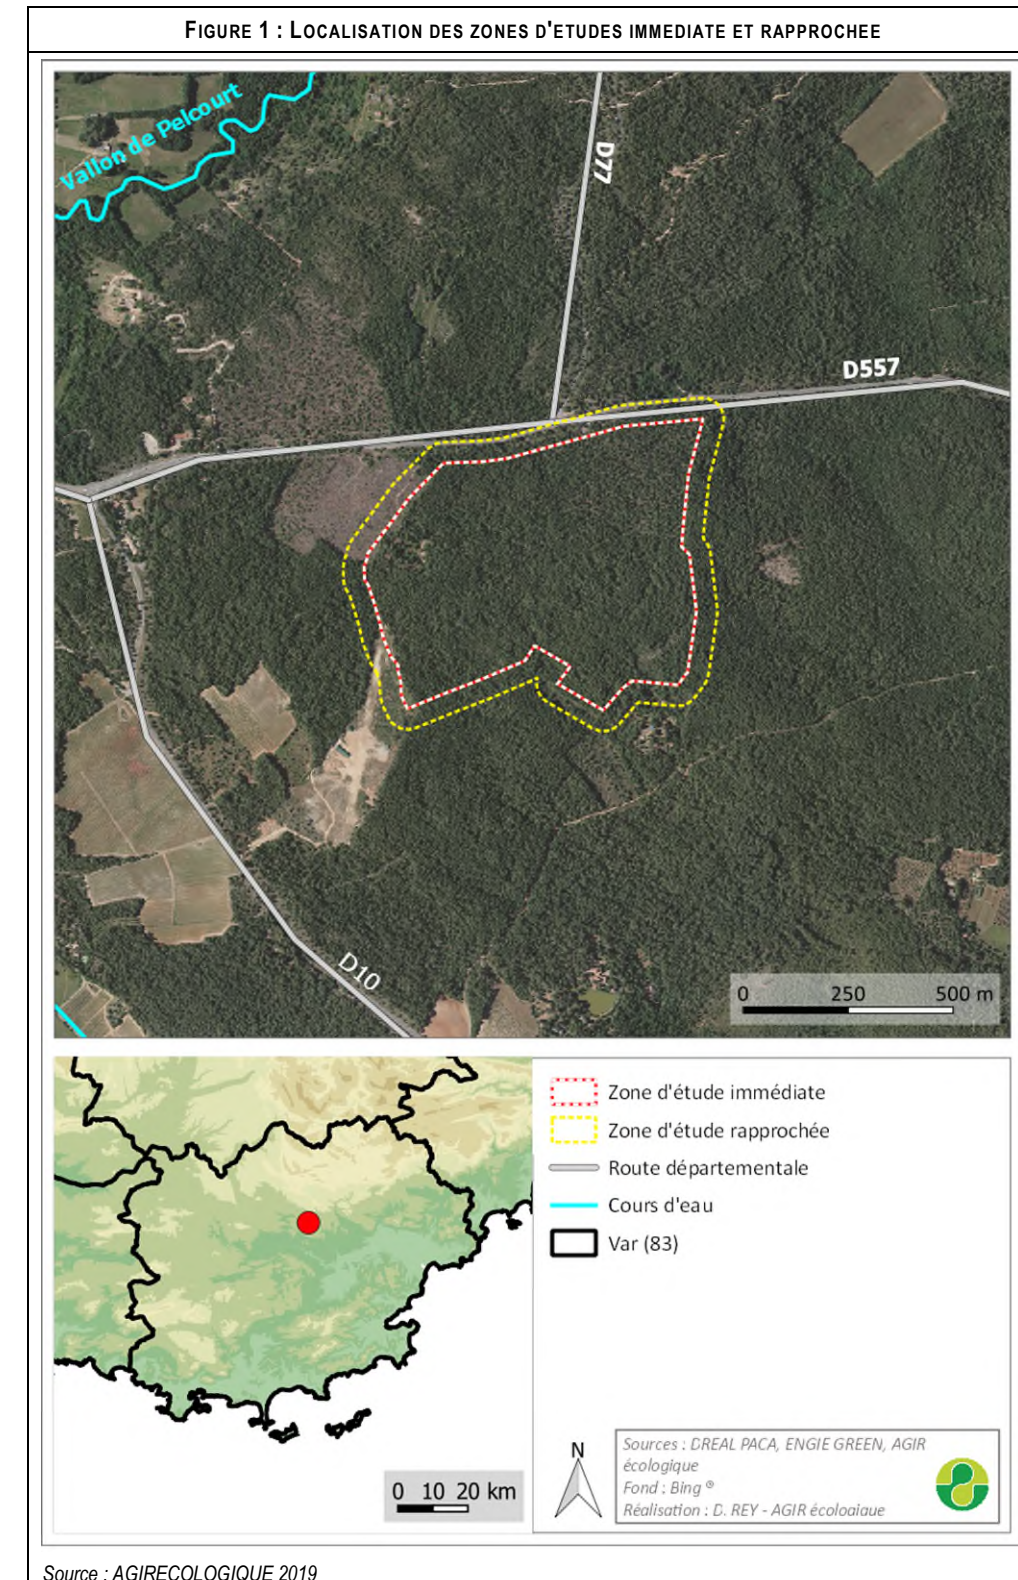 FIGURE 1 : LOCALISATION DES ZONES D'ETUDES IMMEDIATE ET RAPPROCHEE
Vallon de Pelcourt
D77
D557
D10
0 250 500 m
Zone d'étude immédiate
Zone d'étude rapprochée
Route départementale
Cours d'eau
Var (83)
0 10 20 km
N
Sources : DREAL PACA, ENGIE GREEN, AGIR
écologique
Fond : Bing ®
Réalisation : D. REY - AGIR écologique
Source : AGIRECOLOGIQUE 2019